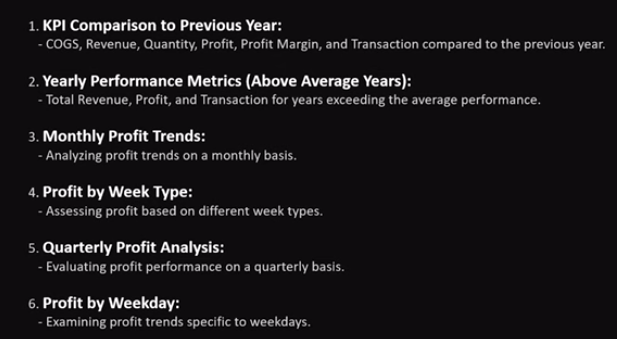 1. KPI Comparison to Previous Year:
- COGS, Revenue, Quantity, Profit, Profit Margin, and Transaction compared to the previous year.
2. Yearly Performance Metrics (Above Average Years):
- Total Revenue, Profit, and Transaction for years exceeding the average performance.
3. Monthly Profit Trends:
- Analyzing profit trends on a monthly basis.
4. Profit by Week Type:
- Assessing profit based on different week types.
5. Quarterly Profit Analysis:
- Evaluating profit performance on a quarterly basis.
6. Profit by Weekday:
- Examining profit trends specific to weekdays.